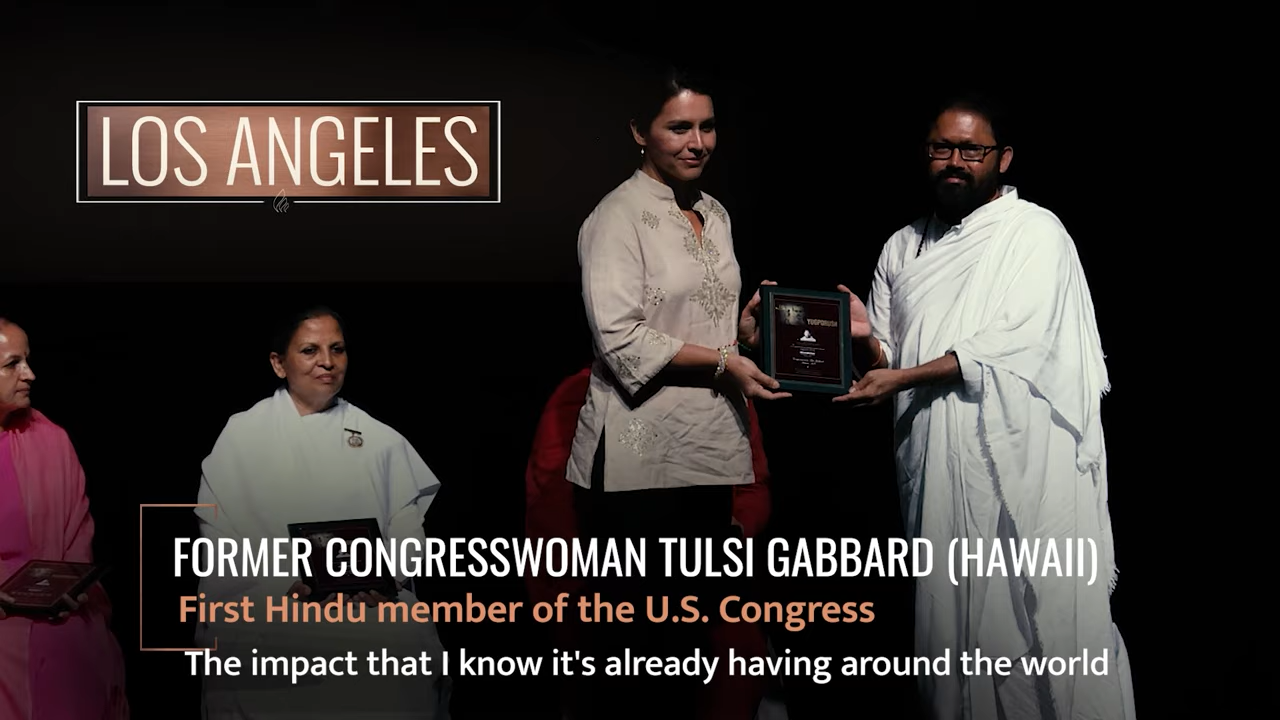 LOS ANGELES
FORMER CONGRESSWOMAN TULSI GABBARD (HAWAII)
First Hindu member of the U.S. Congress
The impact that I know it's already having around the world